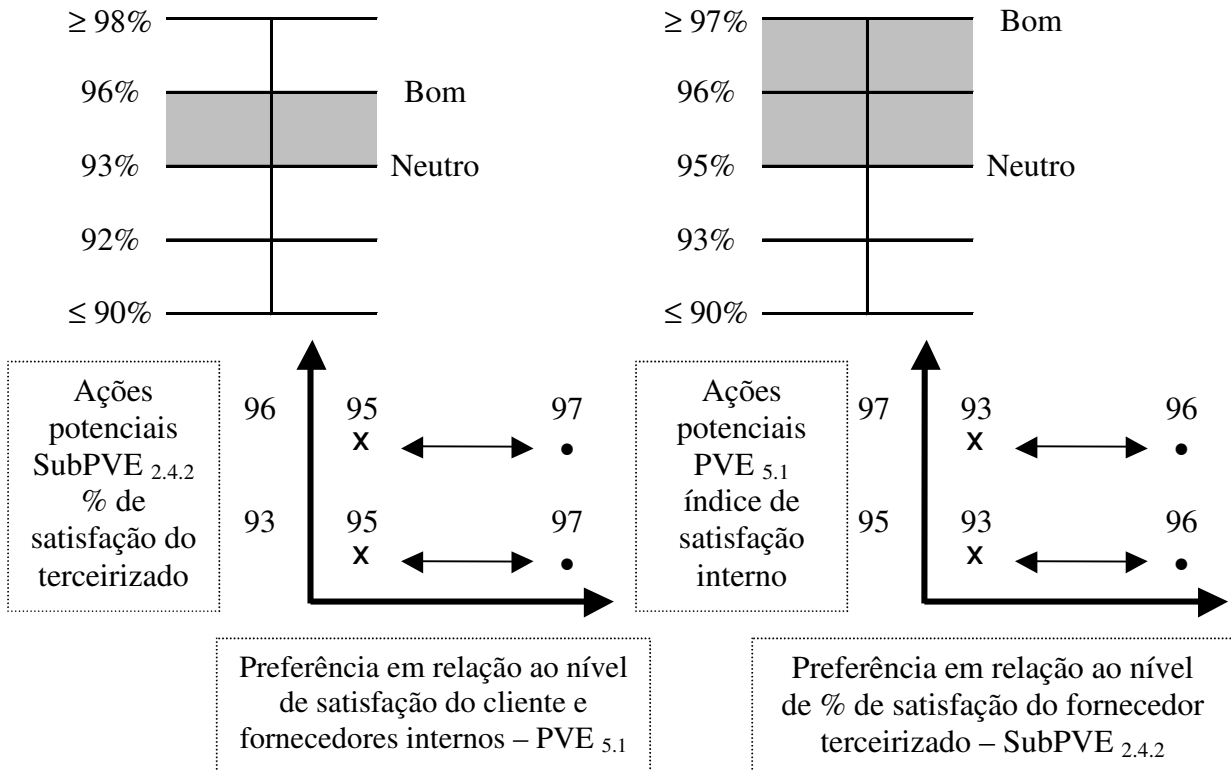 ≥ 98%
96%
93%
92%
≤ 90%
Bom
Neutro
≥ 97%
96%
95%
93%
≤ 90%
Bom
Neutro
Ações
potenciais
SubPVE 2.4.2
% de
satisfação do
terceirizado
96
95
97
x
93
95
97
x
Preferência em relação ao nível
de satisfação do cliente e
fornecedores internos – PVE 5.1
Ações
potenciais
PVE 5.1
índice de
satisfação
interno
97
93
96
x
95
93
96
x
Preferência em relação ao nível
de % de satisfação do fornecedor
terceirizado – SubPVE 2.4.2